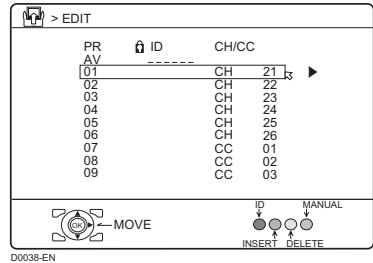 > EDIT
PR ID CH/CC
AV _ _ _ _ _ _
01 CH 21
02 CH 22
03 CH 23
04 CH 24
05 CH 25
06 CH 26
07 CC 01
08 CC 02
09 CC 03
ID MANUAL
OK MOVE
INSERT DELETE
D0038-EN